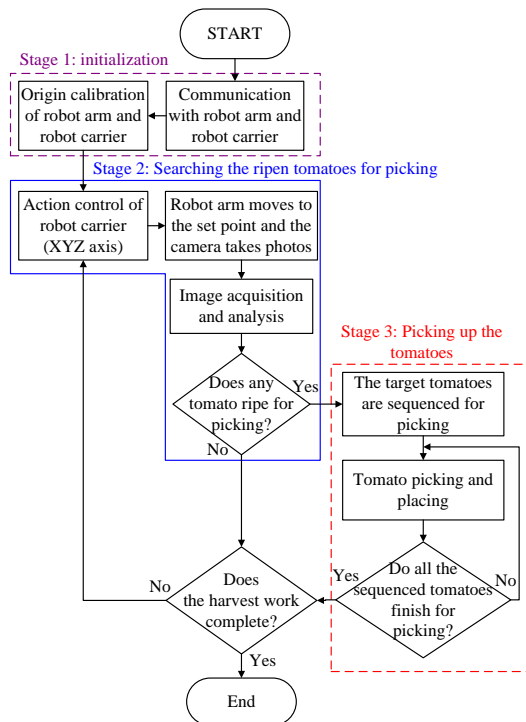 START
Stage 1: initialization
Origin calibration
of robot arm and
robot carrier
Communication
with robot arm and
robot carrier
Stage 2: Searching the ripen tomatoes for picking
Action control of
robot carrier
(XYZ axis)
Robot arm moves to
the set point and the
camera takes photos
Image acquisition
and analysis
Stage 3: Picking up the
tomatoes
Does any
tomato ripe for
picking?
Yes
No
The target tomatoes
are sequenced for
picking
Tomato picking and
placing
Do all the
sequenced tomatoes
finish for
picking?
Yes
No
Does
the harvest work
complete?
No
Yes
End